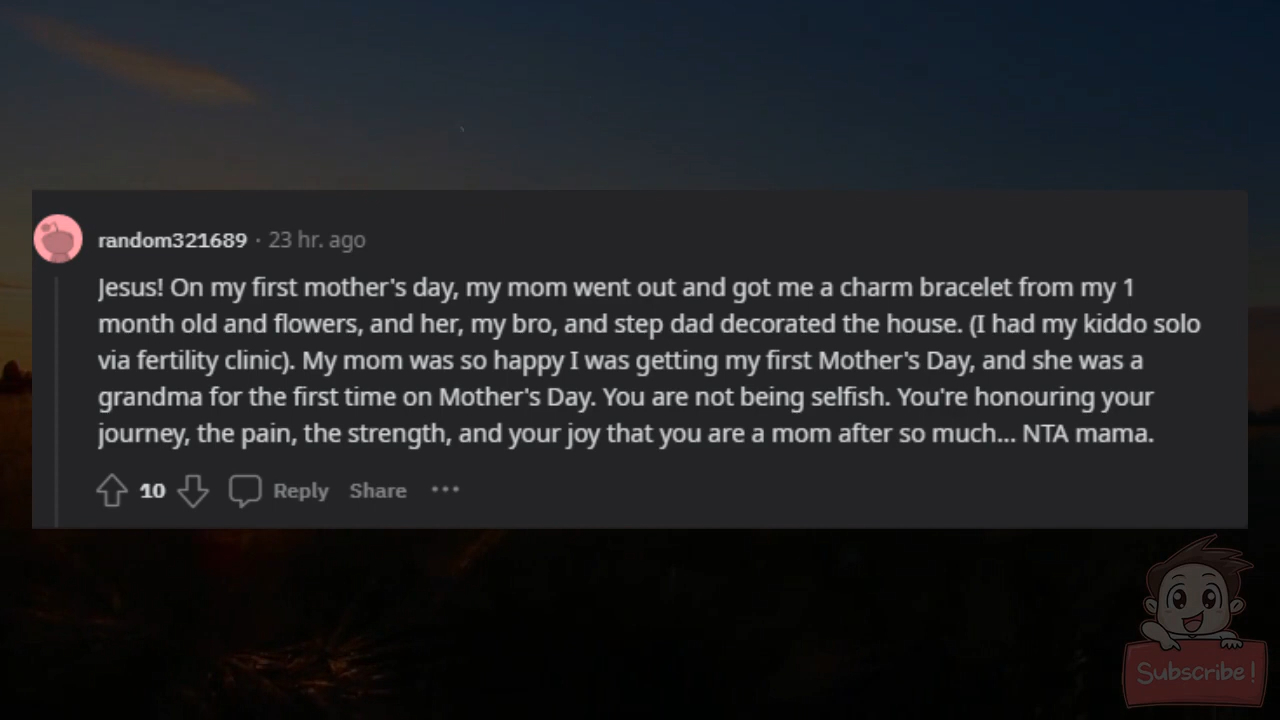 random321689 · 23 hr. ago
Jesus! On my first mother's day, my mom went out and got me a charm bracelet from my 1
month old and flowers, and her, my bro, and step dad decorated the house. (I had my kiddo solo
via fertility clinic). My mom was so happy I was getting my first Mother's Day, and she was a
grandma for the first time on Mother's Day. You are not being selfish. You're honouring your
journey, the pain, the strength, and your joy that you are a mom after so much... NTA mama.
10 Reply Share ...
Subscribe!